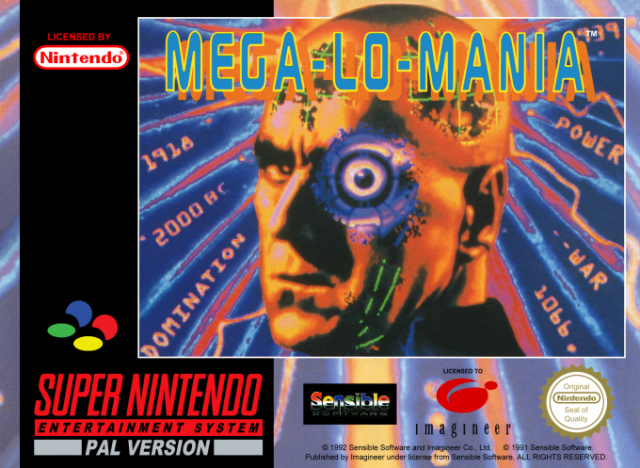 LICENSED BY
Nintendo®
MEGA-LO-MANIA™
1918
2000 BC
DOMINATION
POWER
--WAR
1066
SUPER NINTENDO
ENTERTAINMENT SYSTEM
PAL VERSION
Sensible
SOFTWARE
LICENSED TO
imagineer
Original
Nintendo
Seal of
Quality
© 1992 Sensible Software and Imagineer Co., Ltd. © 1991 Sensible Software.
Published by Imagineer under license from Sensible Software. ALL RIGHTS RESERVED.